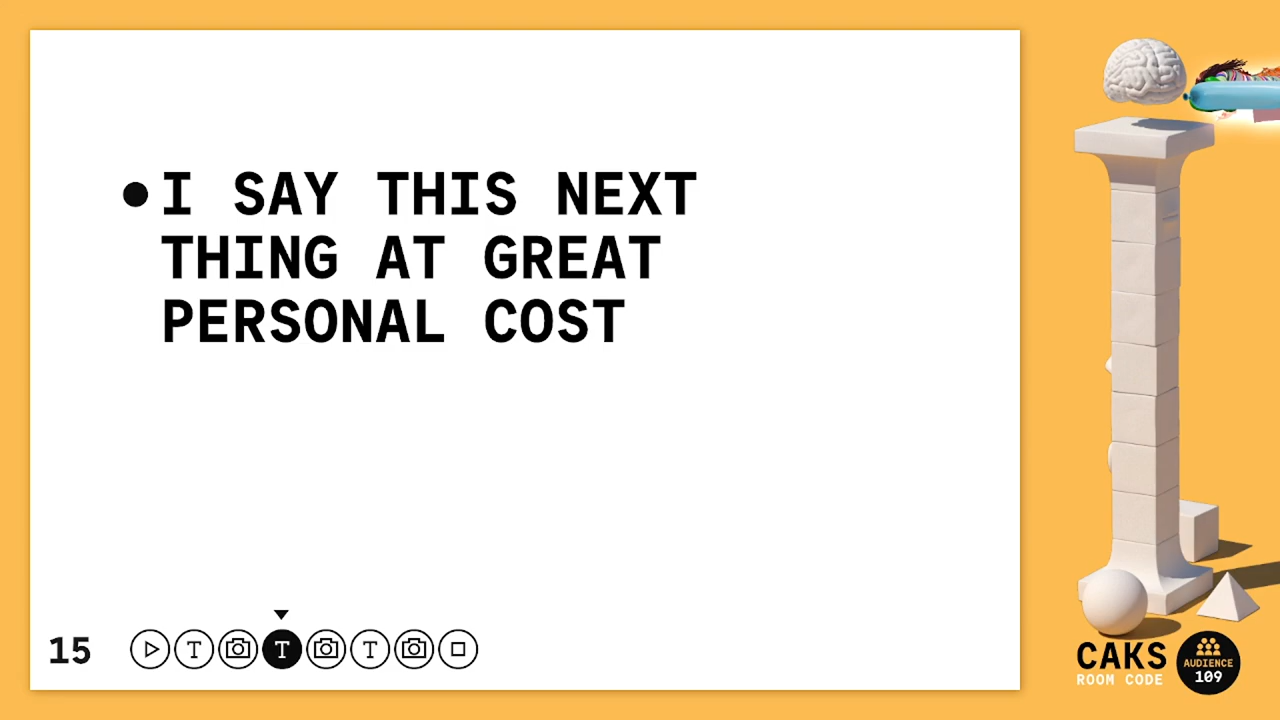 ● I SAY THIS NEXT
THING AT GREAT
PERSONAL COST
15
T
T
T
CAKS
ROOM CODE
AUDIENCE
109